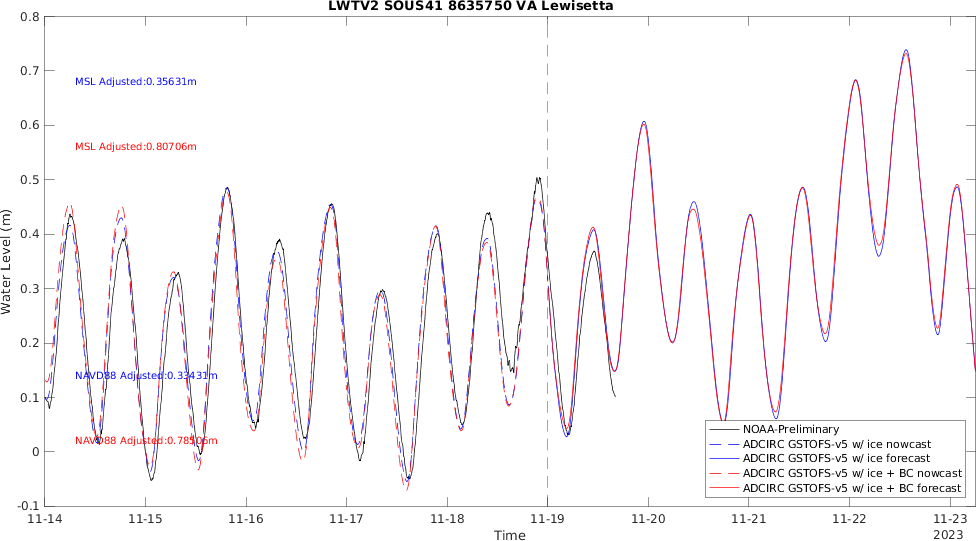 LWTV2 SOUS41 8635750 VA Lewisetta
0.8
0.7
0.6
0.5
0.4
0.3
0.2
0.1
0
-0.1
Water Level (m)
MSL Adjusted:0.35631m
MSL Adjusted:0.80706m
NAVD88 Adjusted:0.33431m
NAVD88 Adjusted:0.78506m
NOAA-Preliminary
ADCIRC GSTOFS-v5 w/ ice nowcast
ADCIRC GSTOFS-v5 w/ ice forecast
ADCIRC GSTOFS-v5 w/ ice + BC nowcast
ADCIRC GSTOFS-v5 w/ ice + BC forecast
11-14 11-15 11-16 11-17 11-18 11-19 11-20 11-21 11-22 11-23
2023
Time